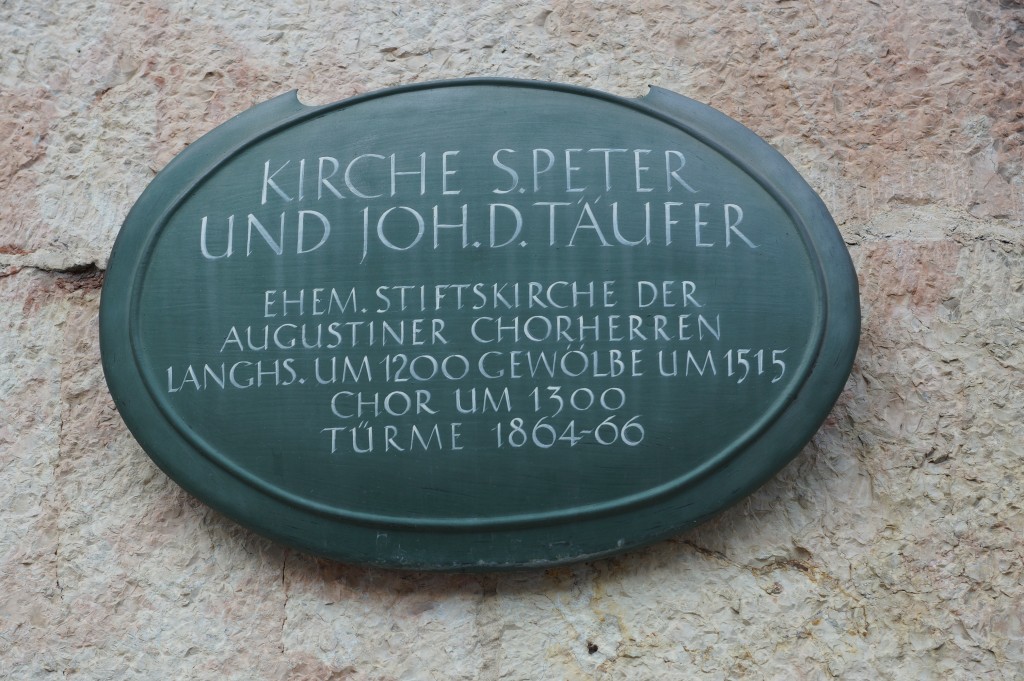 KIRCHE S.PETER
UND JOH.D.TÄUFER
EHEM. STIFTSKIRCHE DER
AUGUSTINER CHORHERREN
LANGHS. UM 1200 GEWÖLBE UM 1515
CHOR UM 1300
TÜRME 1864-66